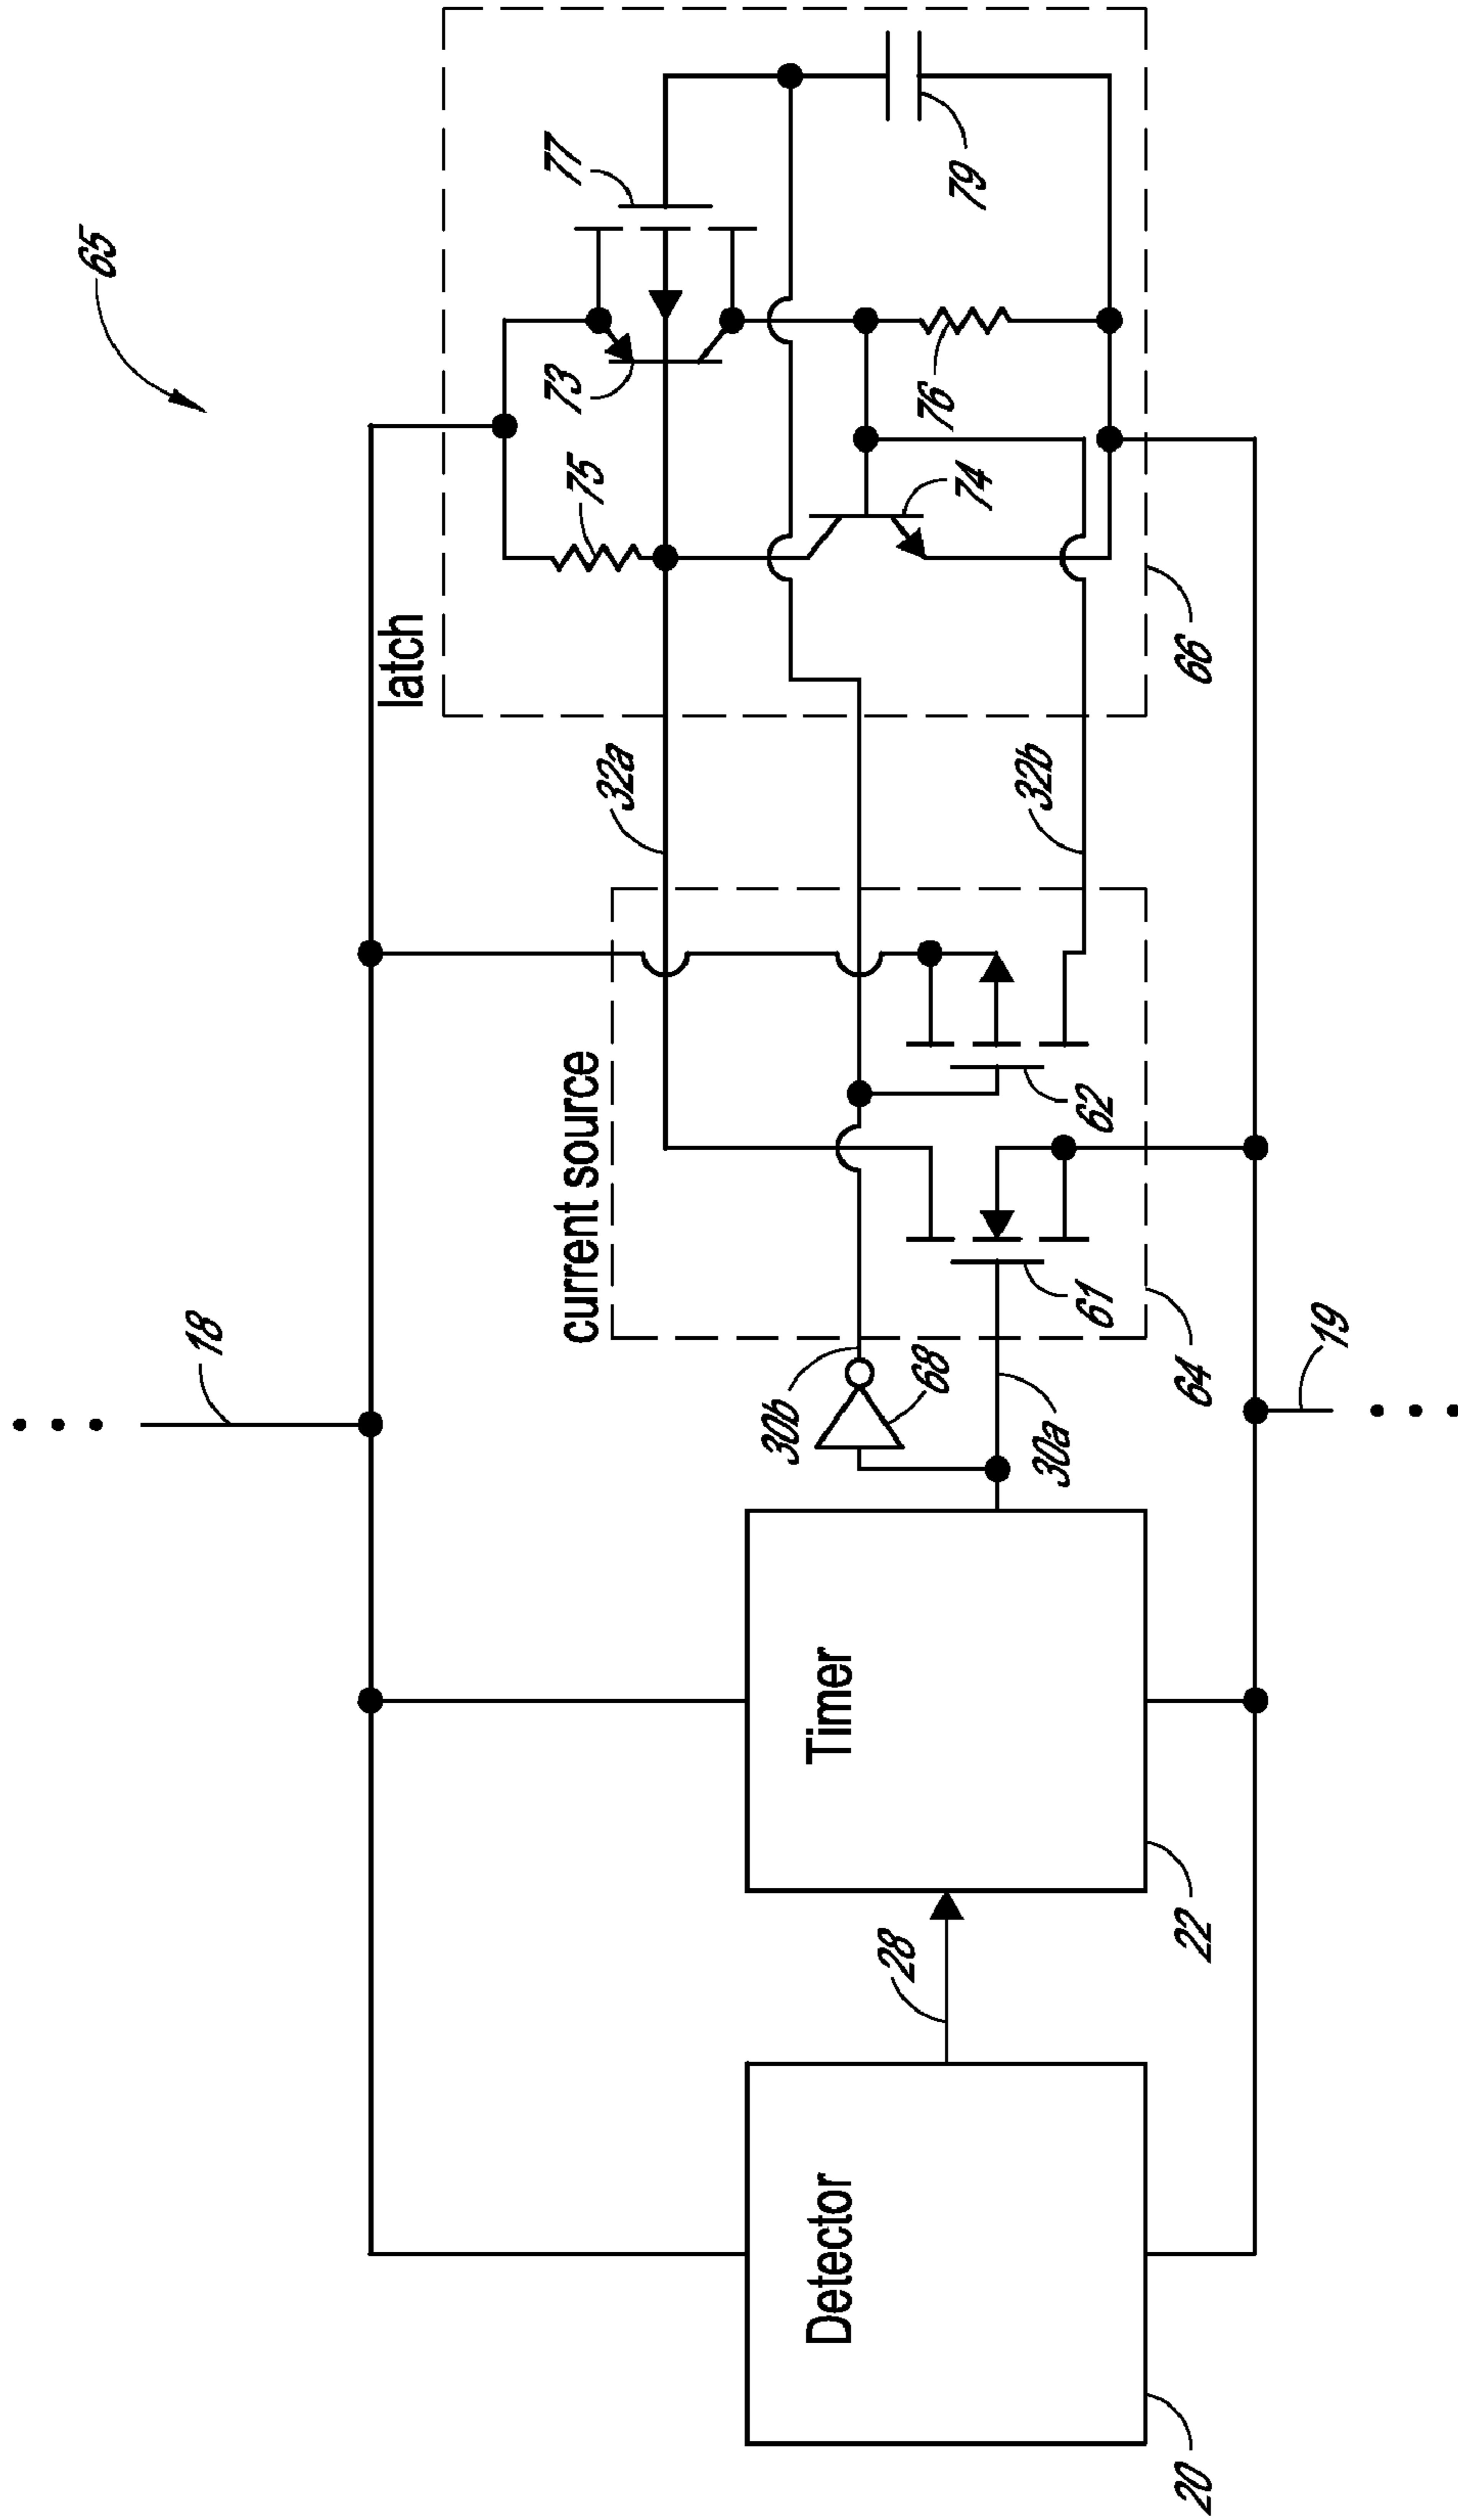 65
18
latch
77
73
75
79
76
74
66
32a
32b
current source
62
61
64
68
30b
30a
19
Timer
22
28
Detector
20